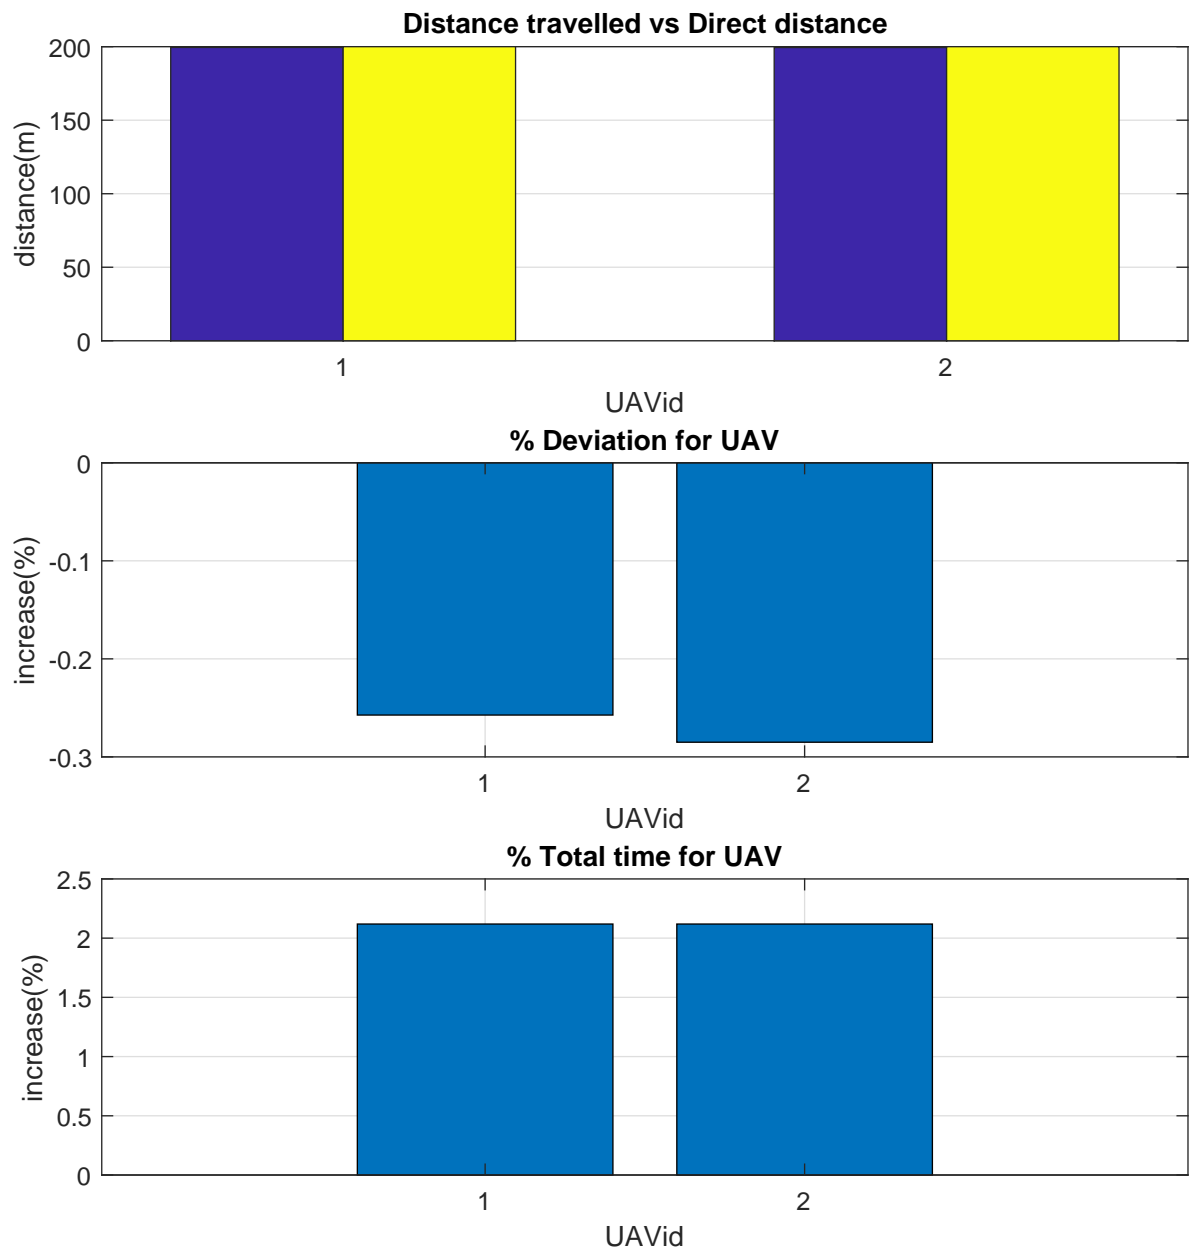 Distance travelled vs Direct distance
200
150
100
50
0
distance(m)
1 2
UAVid
% Deviation for UAV
0
-0.1
-0.2
-0.3
increase(%)
1 2
UAVid
% Total time for UAV
2.5
2
1.5
1
0.5
0
increase(%)
1 2
UAVid